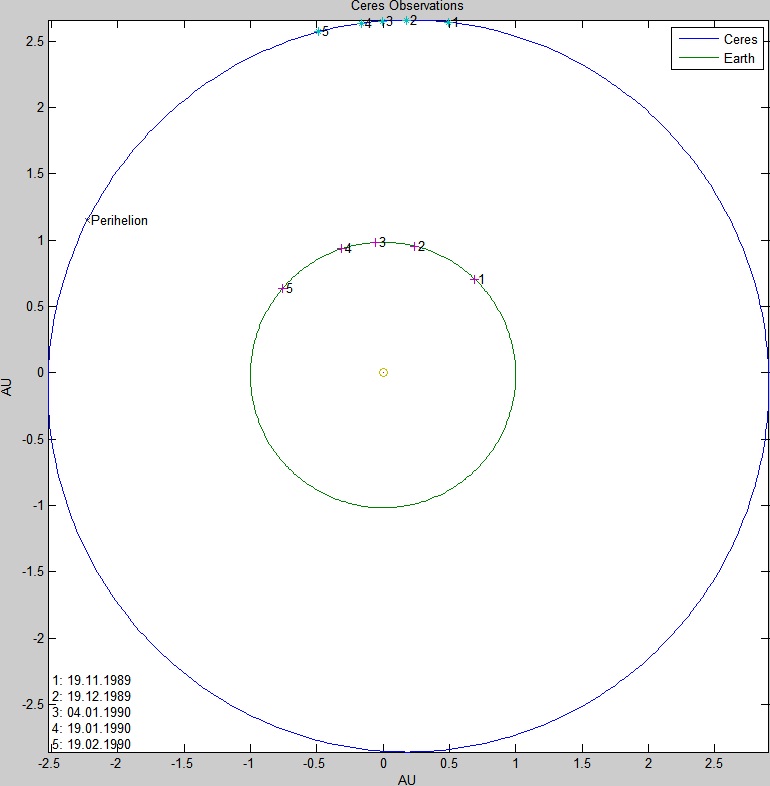 Ceres Observations
5 4 3 2 1
Ceres
Earth
2.5
2
1.5
Perihelion
1
5 4 3 2 1
0.5
0
AU
-0.5
-1
-1.5
-2
-2.5
1: 19.11.1989
2: 19.12.1989
3: 04.01.1990
4: 19.01.1990
5: 19.02.1990
-2.5 -2 -1.5 -1 -0.5 0 0.5 1 1.5 2 2.5
AU